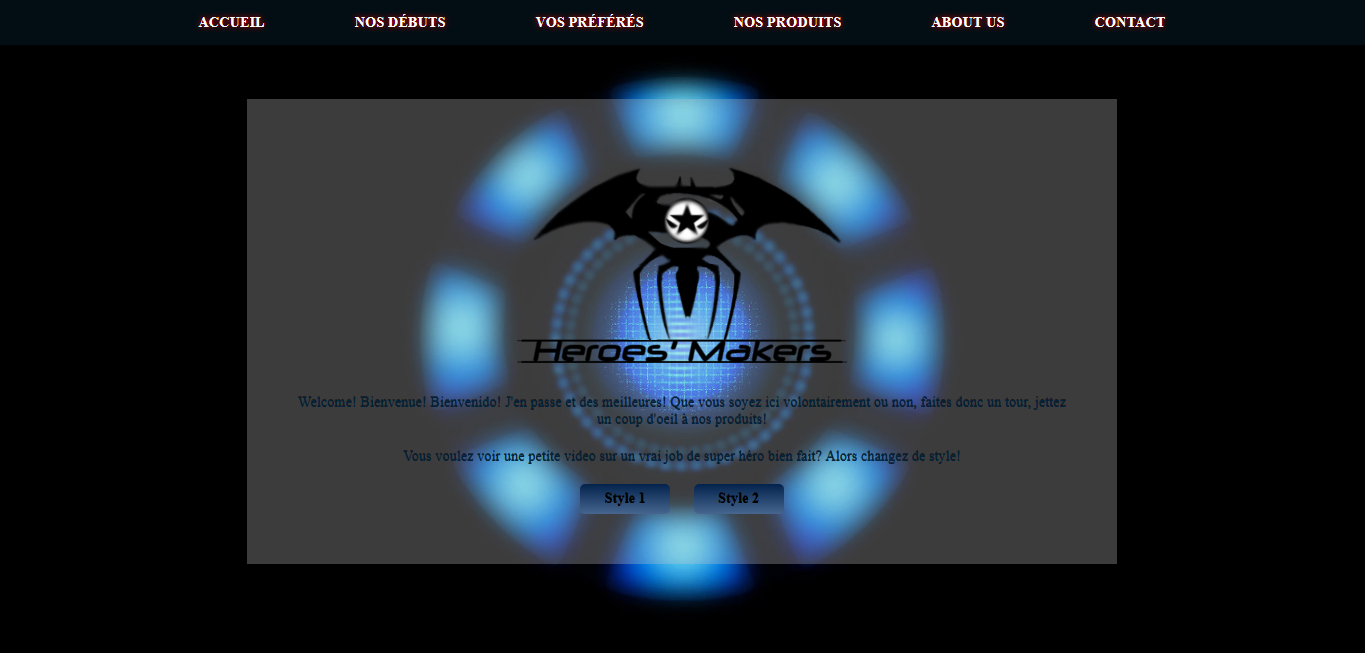 ACCUEIL NOS DÉBUTS VOS PRÉFÉRÉS NOS PRODUITS ABOUT US CONTACT
Heroes' Makers
Welcome! Bienvenue! Bienvenido! J'en passe et des meilleures! Que vous soyez ici volontairement ou non, faites donc un tour, jettez
un coup d'oeil à nos produits!
Vous voulez voir une petite video sur un vrai job de super héro bien fait? Alors changez de style!
Style 1 Style 2